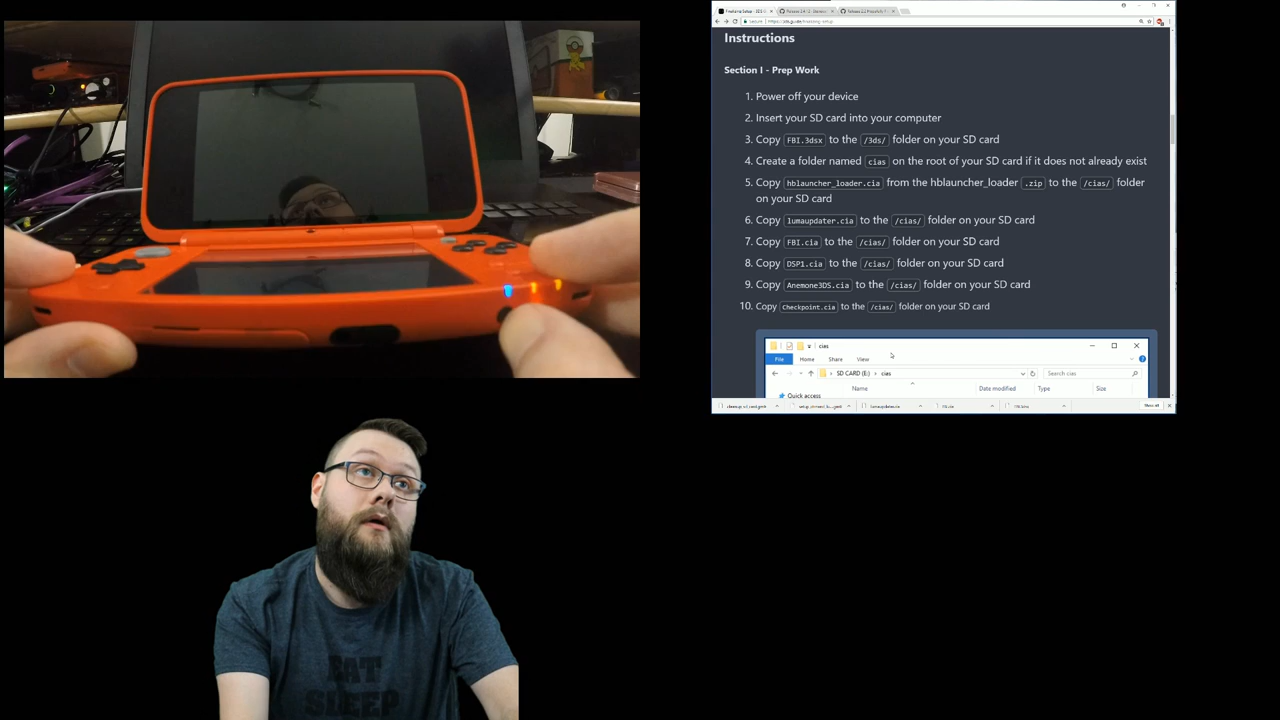 Instructions
Section I - Prep Work
1. Power off your device
2. Insert your SD card into your computer
3. Copy FBI.3dsx to the /3ds/ folder on your SD card
4. Create a folder named cias on the root of your SD card if it does not already exist
5. Copy hblauncher_loader.cia from the hblauncher_loader .zip to the /cias/ folder
on your SD card
6. Copy lumaupdater.cia to the /cias/ folder on your SD card
7. Copy FBI.cia to the /cias/ folder on your SD card
8. Copy DSP1.cia to the /cias/ folder on your SD card
9. Copy Anemone3DS.cia to the /cias/ folder on your SD card
10. Copy Checkpoint.cia to the /cias/ folder on your SD card
cias
File Home Share View
SD CARD (E:) > cias Search cias
Name Date modified Type Size
Quick access
Show all
EAT
SLEEP